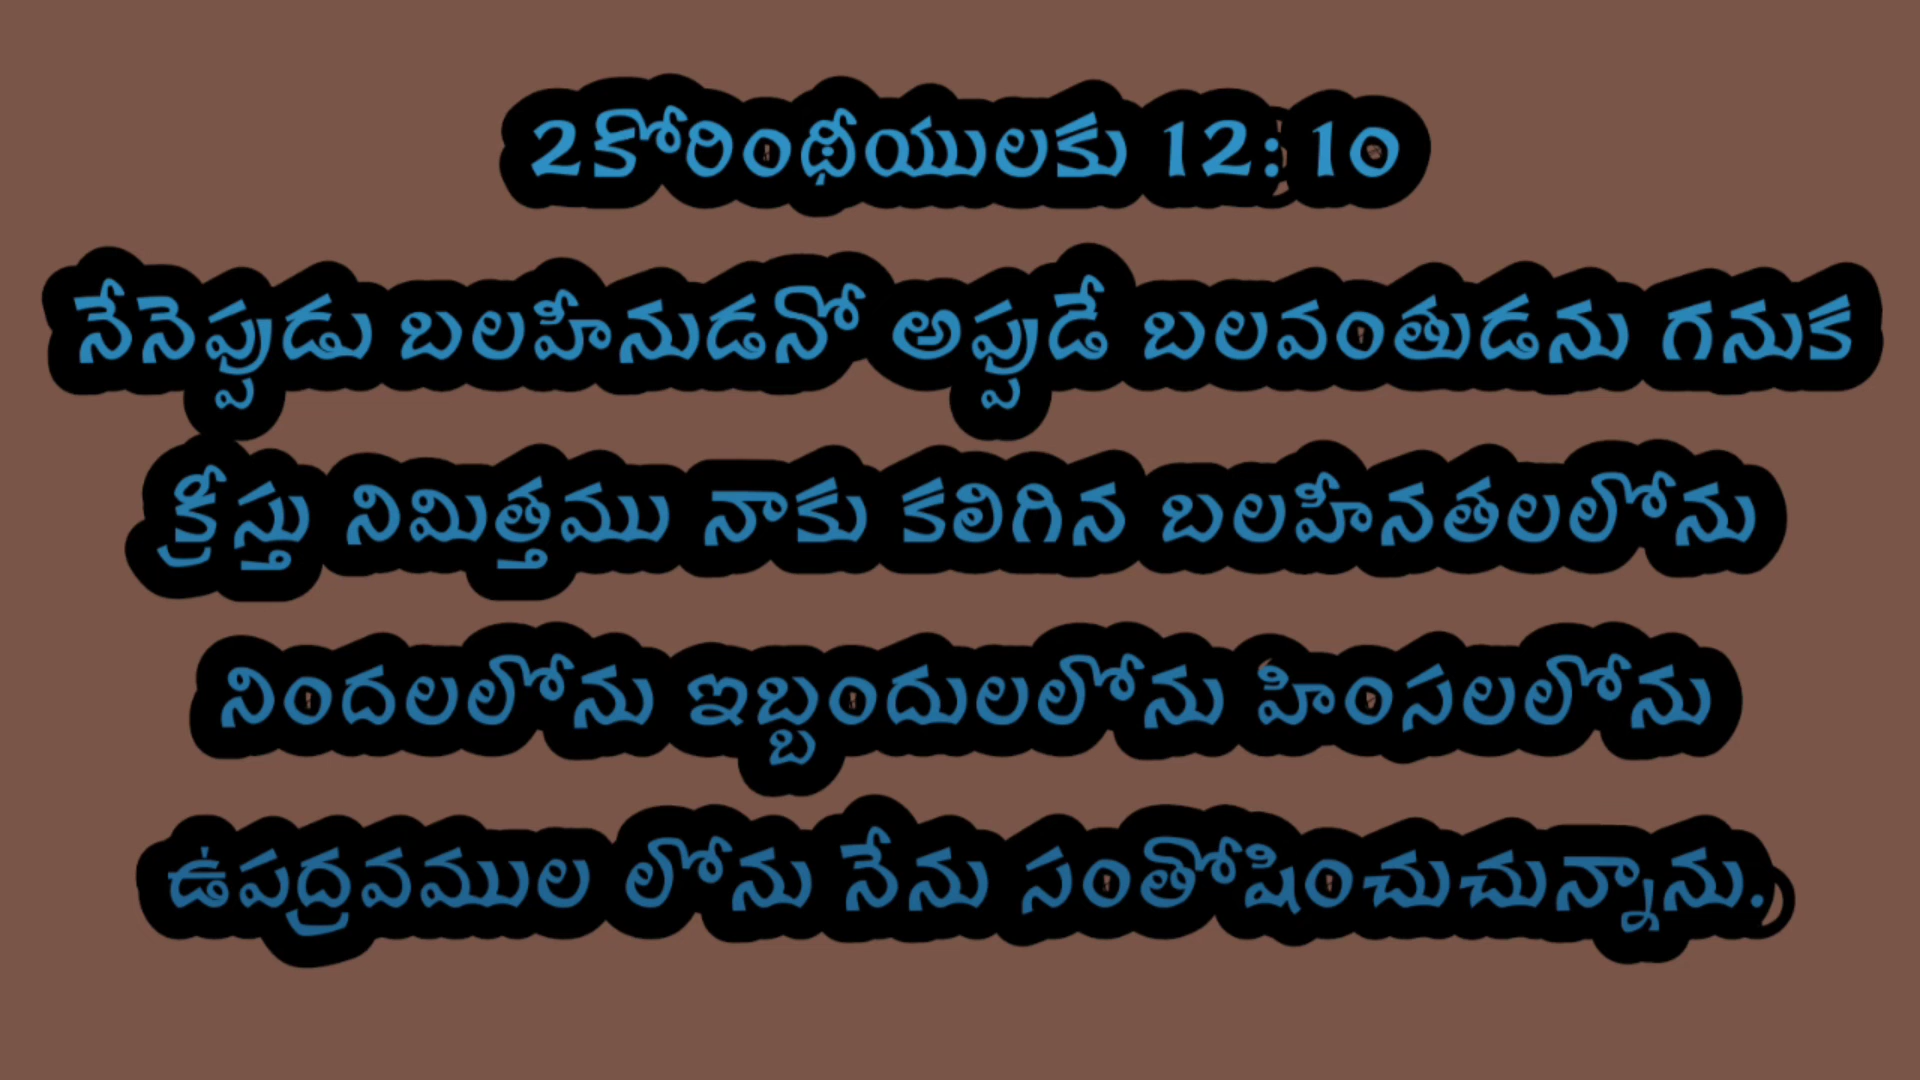 2కోరింథీయులకు 12: 10
నేనెప్పుడు బలహీనుడనో అప్పుడే బలవంతుడను గనుక
క్రీస్తు నిమిత్తము నాకు కలిగిన బలహీనతలలోను
నిందలలోను ఇబ్బందులలోను హింసలలోను
ఉపద్రవముల లోను నేను సంతోషించుచున్నాను.